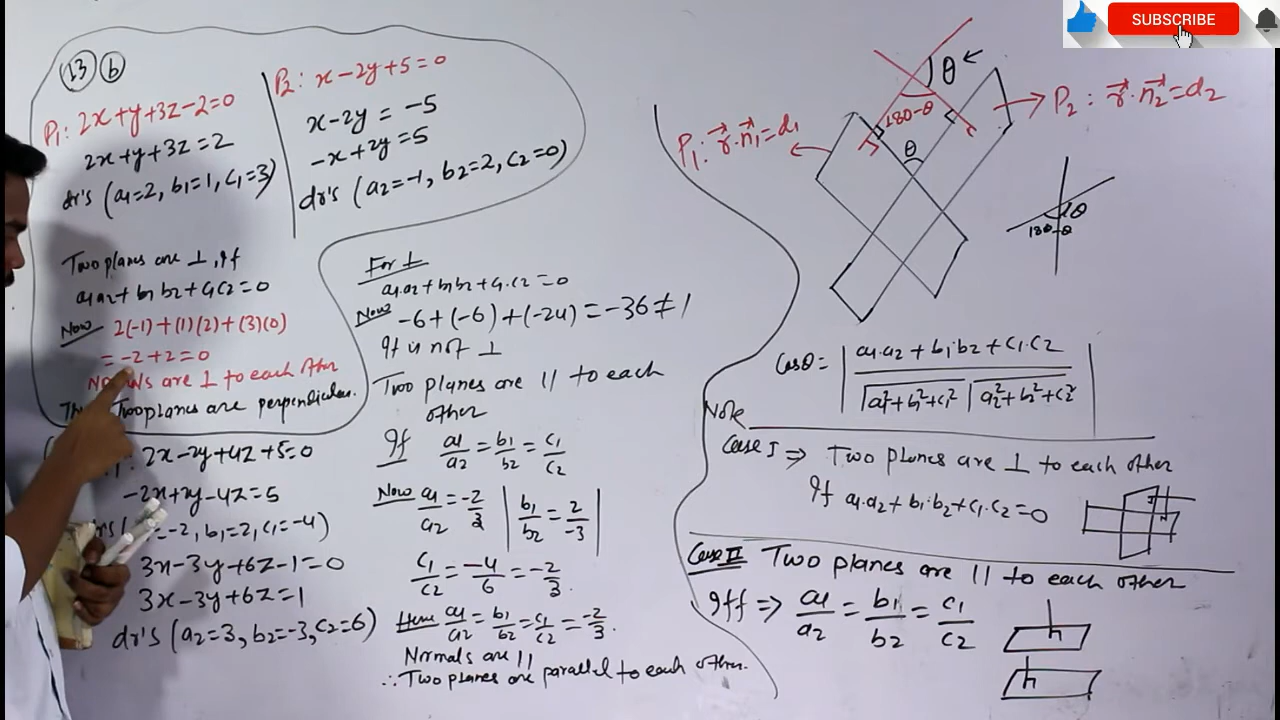 SUBSCRIBE
13 b
P1: 2x+y+3z-2=0
2x+y+3z=2
dr's (a1=2, b1=1, c1=3)
P2: x-2y+5=0
x-2y = -5
-x+2y=5
dr's (a2=-1, b2=2, c2=0)
Two planes are ⊥, If
a1a2+b1b2+c1c2=0
Now 2(-1)+(1)(2)+(3)(0)
= -2+2=0
are ⊥ to each other
Two planes are perpendicular.
2x-2y+4z+5=0
-2x+2y-4z=5
=-2, b1=2, c1=-4)
3x-3y+6z-1=0
3x-3y+6z=1
dr's (a2=3, b2=-3, c2=6)
For ⊥
a1a2+b1b2+c1.c2=0
Now -6+(-6)+(-24)=-36≠1
It is not ⊥
Two planes are || to each
other
If a1/a2 = b1/b2 = c1/c2
Now a1/a2 = -2/3 | b1/b2 = 2/-3 |
c1/c2 = -4/6 = -2/3.
Here a1/a2 = b1/b2 = c1/c2 = -2/3.
Normals are ||
∴ Two planes are parallel to each other.
θ
180-θ
θ
P1: r⃗.n⃗1=d1
P2: r⃗.n⃗2=d2
θ
180-θ
Cosθ = | (a1.a2+b1.b2+c1.c2) / (√(a1²+b1²+c1²) √(a2²+b2²+c2²)) |
Note
Case I ⇒ Two planes are ⊥ to each other
If a1.a2+b1.b2+c1.c2=0
Case II Two planes are || to each other
Iff ⇒ a1/a2 = b1/b2 = c1/c2